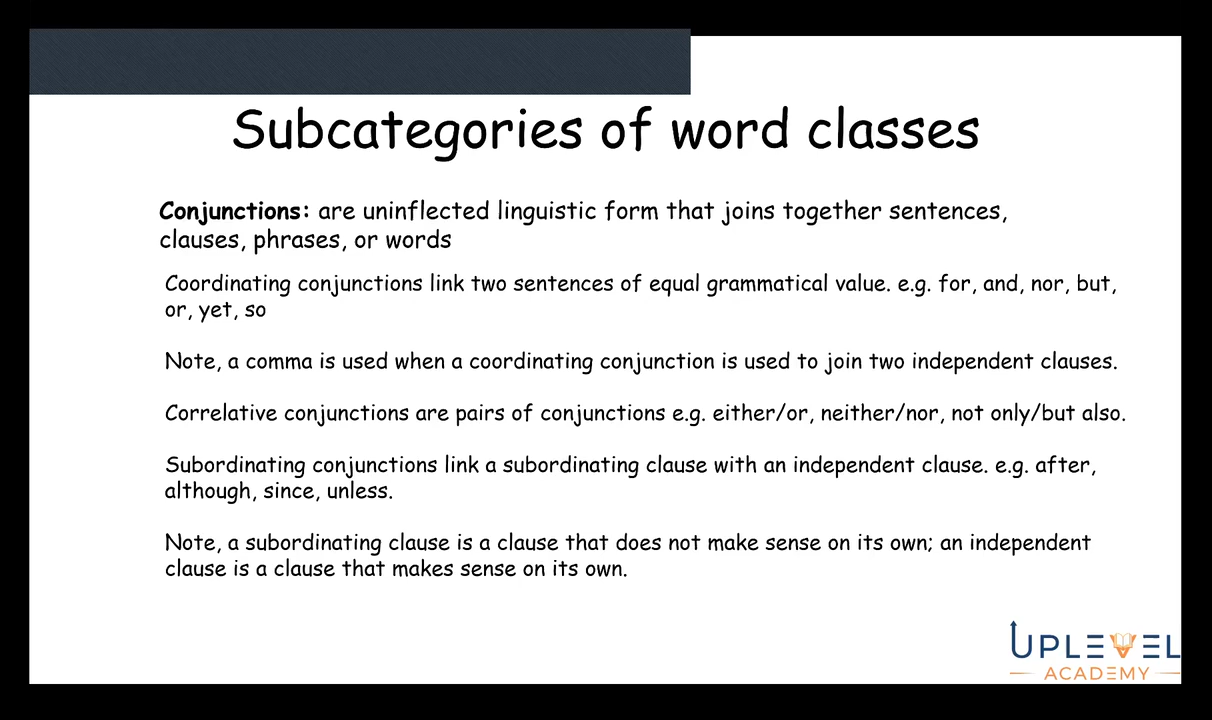 Subcategories of word classes
Conjunctions: are uninflected linguistic form that joins together sentences,
clauses, phrases, or words
Coordinating conjunctions link two sentences of equal grammatical value. e.g. for, and, nor, but,
or, yet, so
Note, a comma is used when a coordinating conjunction is used to join two independent clauses.
Correlative conjunctions are pairs of conjunctions e.g. either/or, neither/nor, not only/but also.
Subordinating conjunctions link a subordinating clause with an independent clause. e.g. after,
although, since, unless.
Note, a subordinating clause is a clause that does not make sense on its own; an independent
clause is a clause that makes sense on its own.
UPLEVEL
ACADEMY